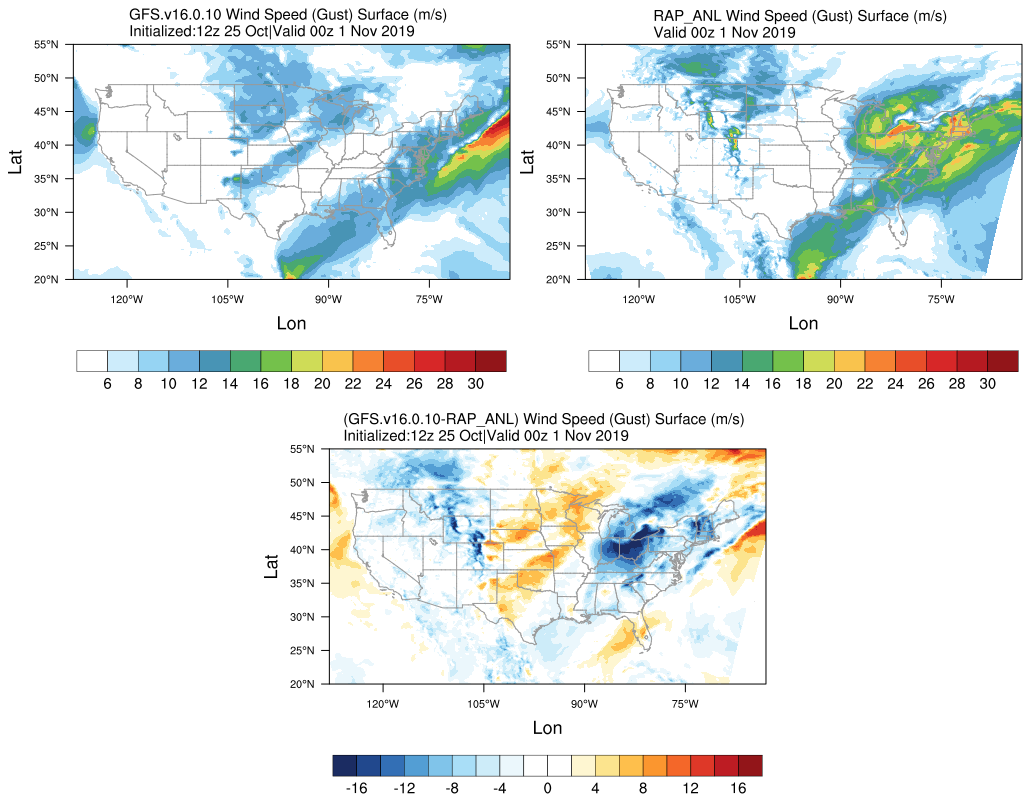 GFS.v16.0.10 Wind Speed (Gust) Surface (m/s)
Initialized:12z 25 Oct|Valid 00z 1 Nov 2019
55°N
50°N
45°N
40°N
35°N
30°N
25°N
20°N
Lat
120°W 105°W 90°W 75°W
Lon
6 8 10 12 14 16 18 20 22 24 26 28 30
RAP_ANL Wind Speed (Gust) Surface (m/s)
Valid 00z 1 Nov 2019
55°N
50°N
45°N
40°N
35°N
30°N
25°N
20°N
Lat
120°W 105°W 90°W 75°W
Lon
6 8 10 12 14 16 18 20 22 24 26 28 30
(GFS.v16.0.10-RAP_ANL) Wind Speed (Gust) Surface (m/s)
Initialized:12z 25 Oct|Valid 00z 1 Nov 2019
55°N
50°N
45°N
40°N
35°N
30°N
25°N
20°N
Lat
120°W 105°W 90°W 75°W
Lon
-16 -12 -8 -4 0 4 8 12 16